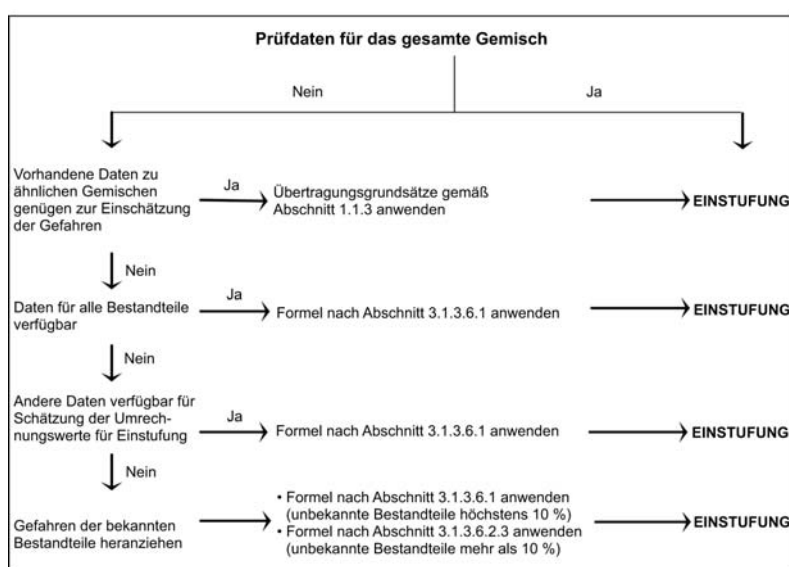 Prüfdaten für das gesamte Gemisch
Nein
Ja
Vorhandene Daten zu
ähnlichen Gemischen
genügen zur Einschätzung
der Gefahren
Ja
Übertragungsgrundsätze gemäß
Abschnitt 1.1.3 anwenden
EINSTUFUNG
Nein
Daten für alle Bestandteile
verfügbar
Ja
Formel nach Abschnitt 3.1.3.6.1 anwenden
EINSTUFUNG
Nein
Andere Daten verfügbar für
Schätzung der Umrech-
nungswerte für Einstufung
Ja
Formel nach Abschnitt 3.1.3.6.1 anwenden
EINSTUFUNG
Nein
Gefahren der bekannten
Bestandteile heranziehen
• Formel nach Abschnitt 3.1.3.6.1 anwenden
(unbekannte Bestandteile höchstens 10 %)
• Formel nach Abschnitt 3.1.3.6.2.3 anwenden
(unbekannte Bestandteile mehr als 10 %)
EINSTUFUNG